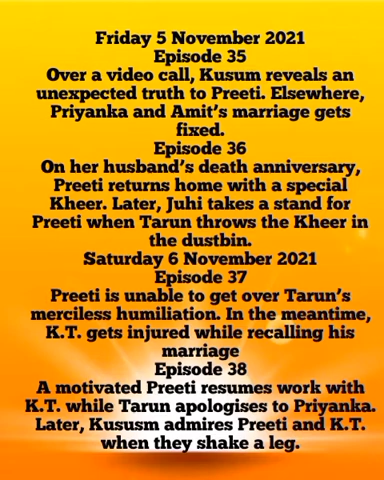 Friday 5 November 2021
Episode 35
Over a video call, Kusum reveals an
unexpected truth to Preeti. Elsewhere,
Priyanka and Amit's marriage gets
fixed.
Episode 36
On her husband's death anniversary,
Preeti returns home with a special
Kheer. Later, Juhi takes a stand for
Preeti when Tarun throws the Kheer in
the dustbin.
Saturday 6 November 2021
Episode 37
Preeti is unable to get over Tarun's
merciless humiliation. In the meantime,
K.T. gets injured while recalling his
marriage
Episode 38
A motivated Preeti resumes work with
K.T. while Tarun apologises to Priyanka.
Later, Kususm admires Preeti and K.T.
when they shake a leg.